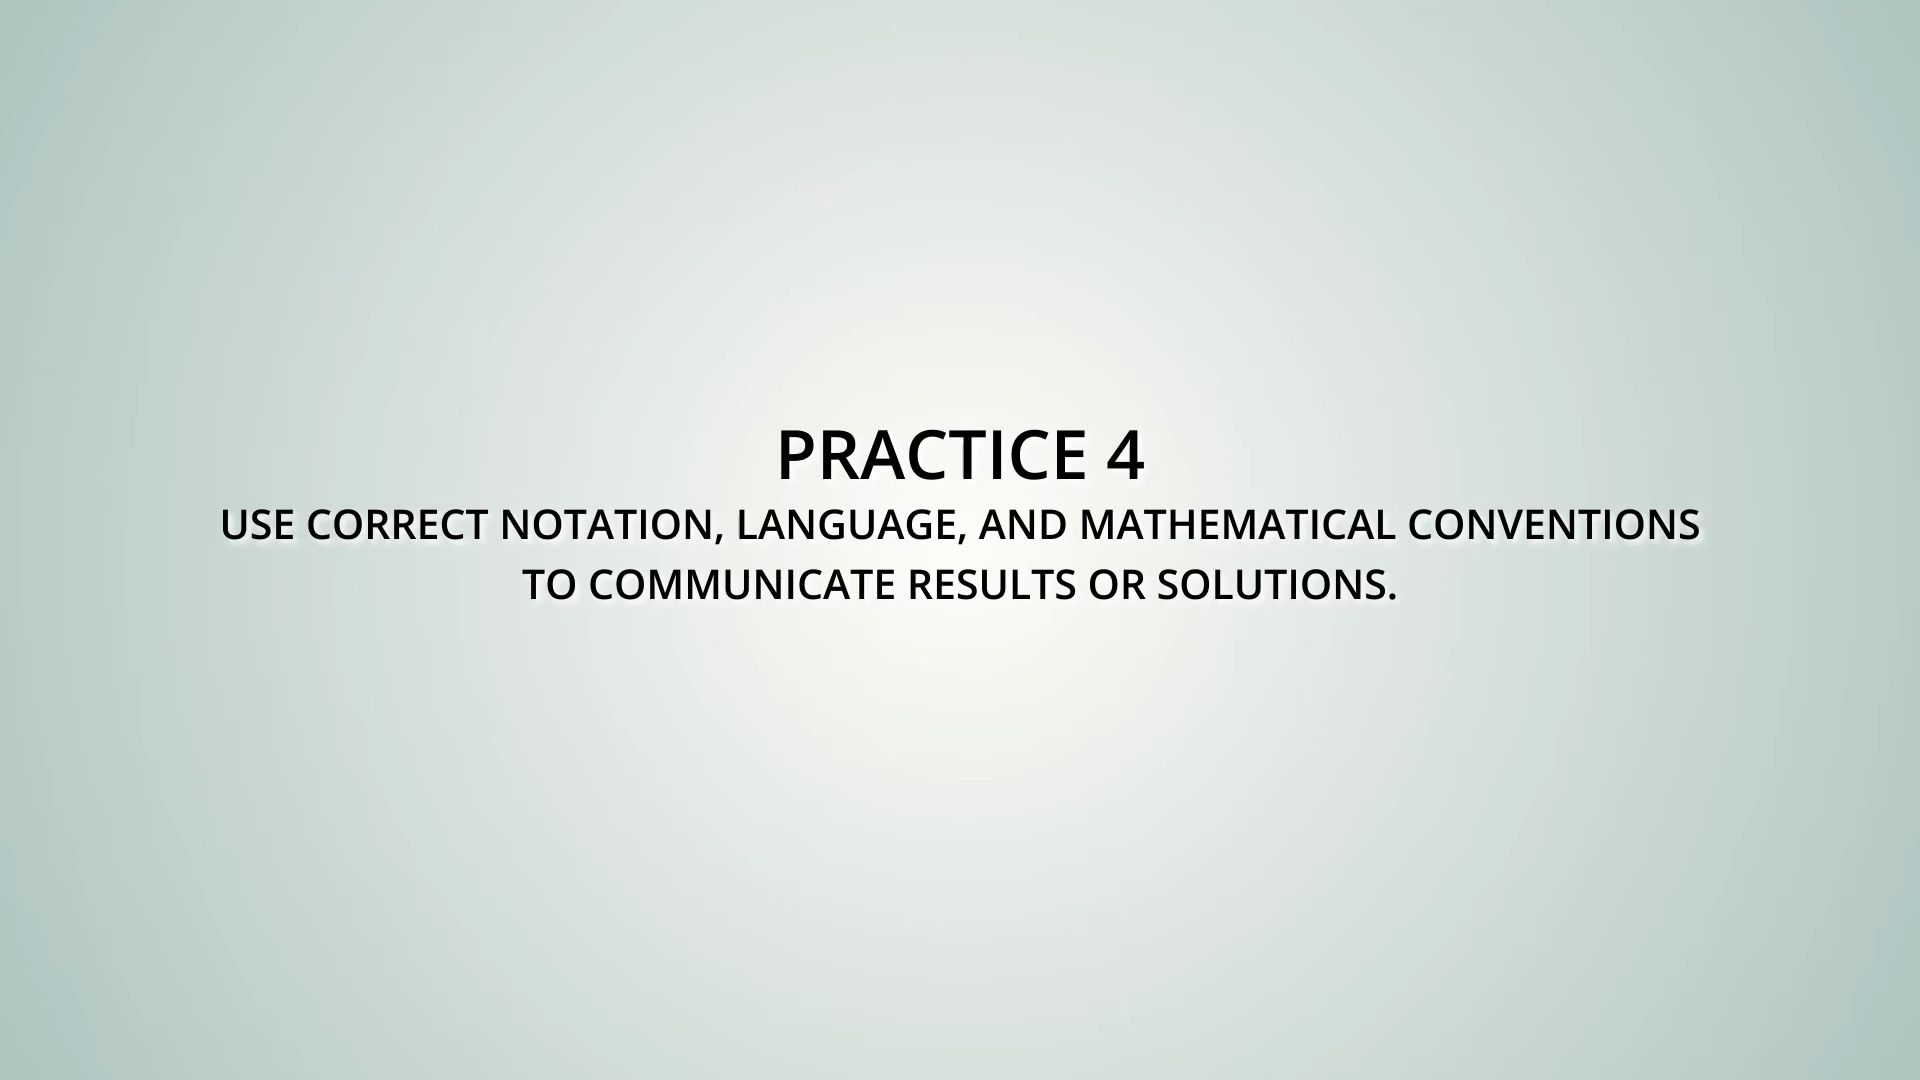 PRACTICE 4
USE CORRECT NOTATION, LANGUAGE, AND MATHEMATICAL CONVENTIONS
TO COMMUNICATE RESULTS OR SOLUTIONS.